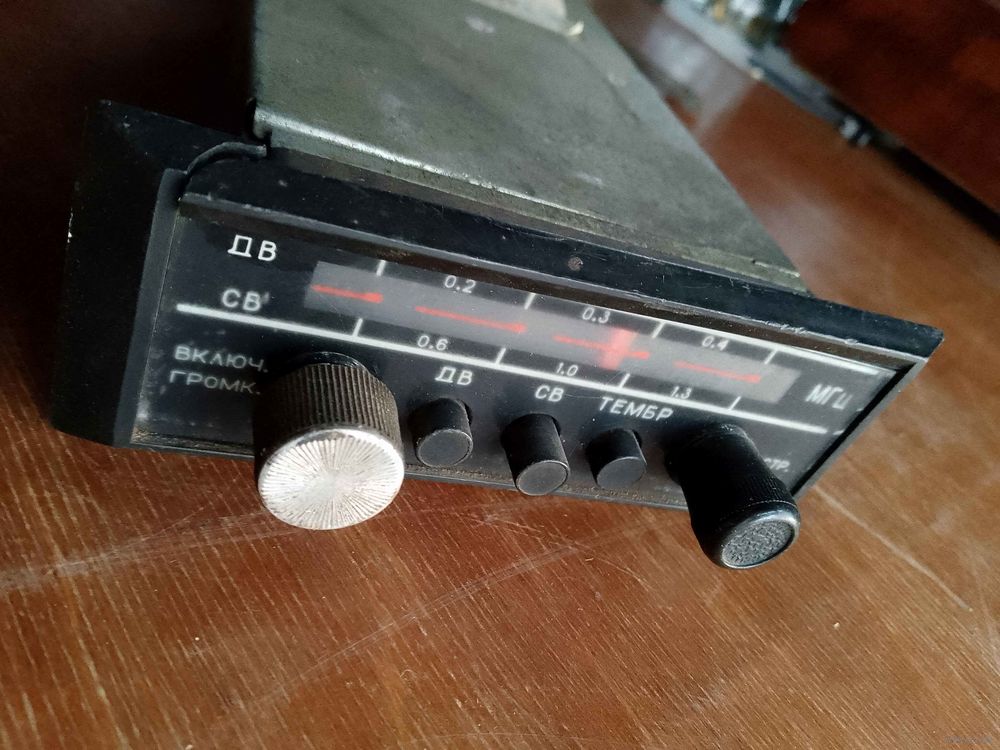 ДВ
0.2 0.3 0.4
СВ
0.6 1.0 1.3
МГц
ВКЛЮЧ.
ГРОМК.
ДВ СВ ТЕМБР